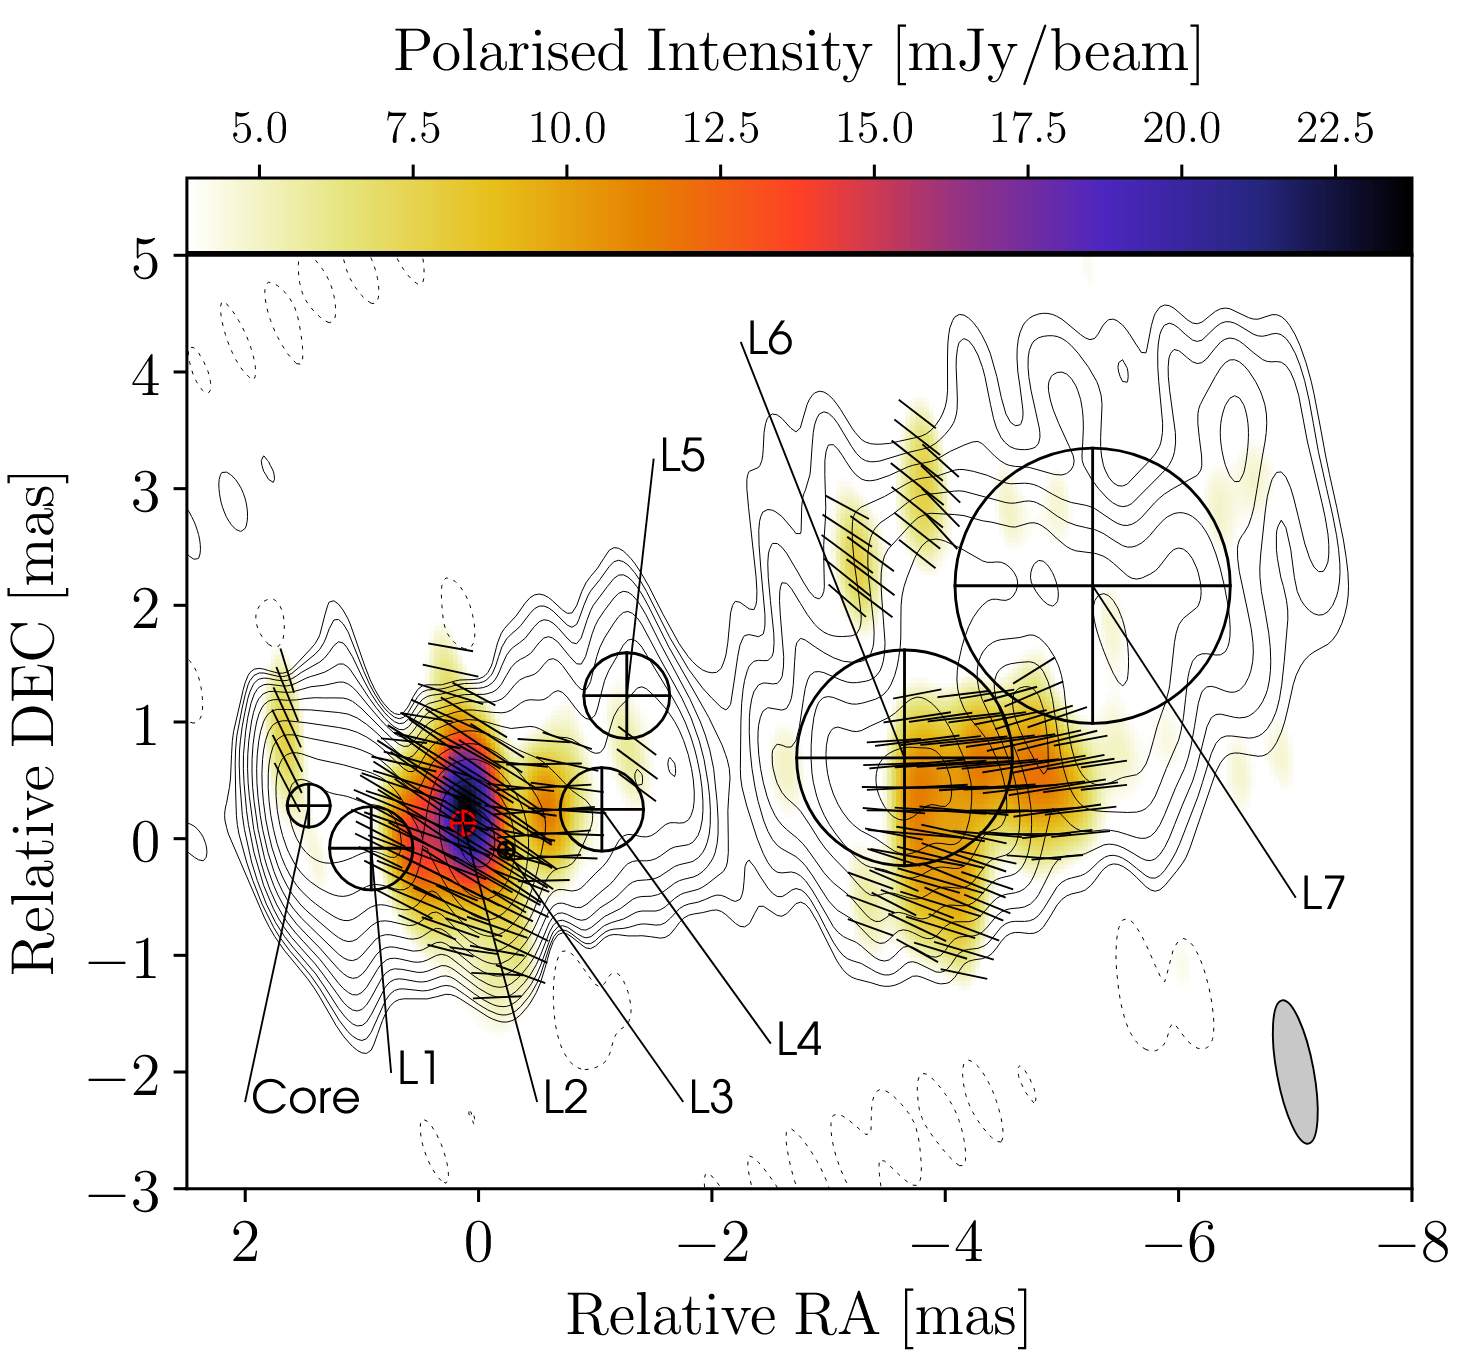 Polarised Intensity [mJy/beam]
5.0 7.5 10.0 12.5 15.0 17.5 20.0 22.5
5
4
3
2
1
0
−1
−2
−3
Relative DEC [mas]
L6
L5
L7
L4
L1
Core
L2
L3
2 0 −2 −4 −6 −8
Relative RA [mas]